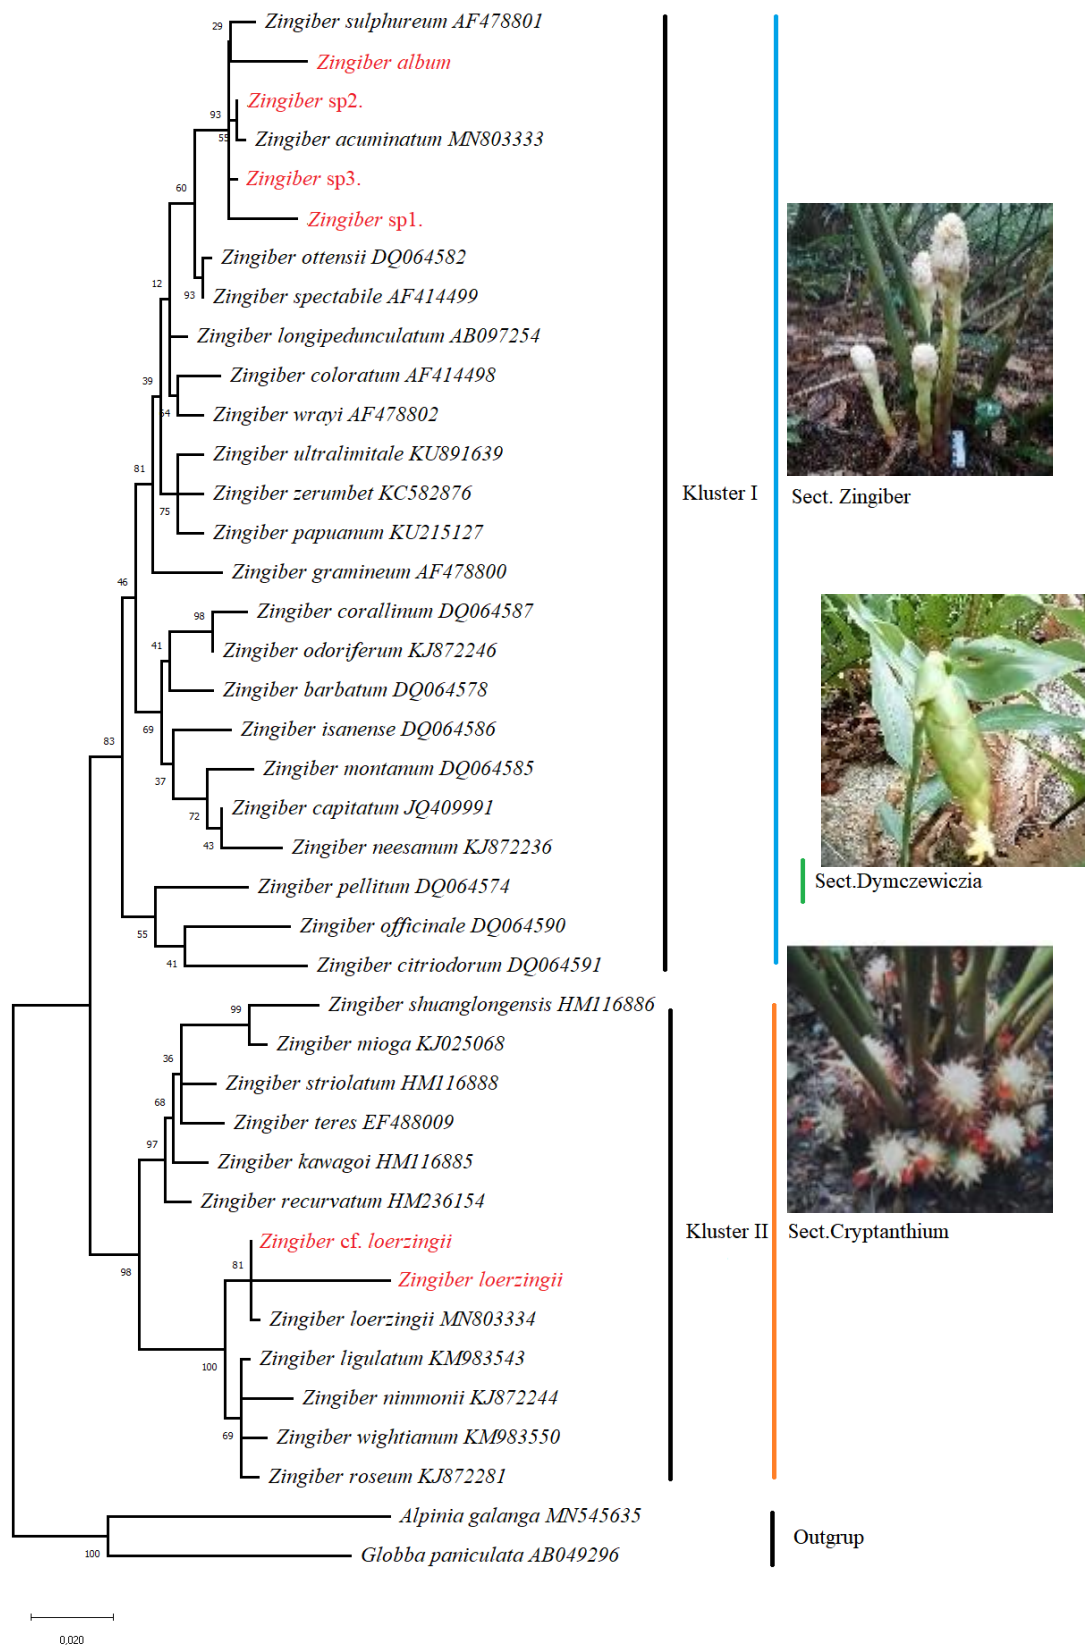 29
Zingiber sulphureum AF478801
Zingiber album
Zingiber sp2.
93
55
Zingiber acuminatum MN803333
Zingiber sp3.
60
Zingiber sp1.
Zingiber ottensii DQ064582
12
93
Zingiber spectabile AF414499
Zingiber longipedunculatum AB097254
39
Zingiber coloratum AF414498
54
Zingiber wrayi AF478802
Zingiber ultralimitale KU891639
81
Zingiber zerumbet KC582876
75
Zingiber papuanum KU215127
Zingiber gramineum AF478800
46
98
Zingiber corallinum DQ064587
41
Zingiber odoriferum KJ872246
Zingiber barbatum DQ064578
69
Zingiber isanense DQ064586
83
37
Zingiber montanum DQ064585
72
Zingiber capitatum JQ409991
43
Zingiber neesanum KJ872236
Zingiber pellitum DQ064574
55
Zingiber officinale DQ064590
41
Zingiber citriodorum DQ064591
99
Zingiber shuanglongensis HM116886
36
Zingiber mioga KJ025068
Zingiber striolatum HM116888
68
Zingiber teres EF488009
97
Zingiber kawagoi HM116885
Zingiber recurvatum HM236154
98
Zingiber cf. loerzingii
81
Zingiber loerzingii
Zingiber loerzingii MN803334
100
Zingiber ligulatum KM983543
Zingiber nimmonii KJ872244
69
Zingiber wightianum KM983550
Zingiber roseum KJ872281
Alpinia galanga MN545635
100
Globba paniculata AB049296
0,020
Kluster I
Kluster II
Outgrup
Sect. Zingiber
Sect.Dymczewiczia
Sect.Cryptanthium